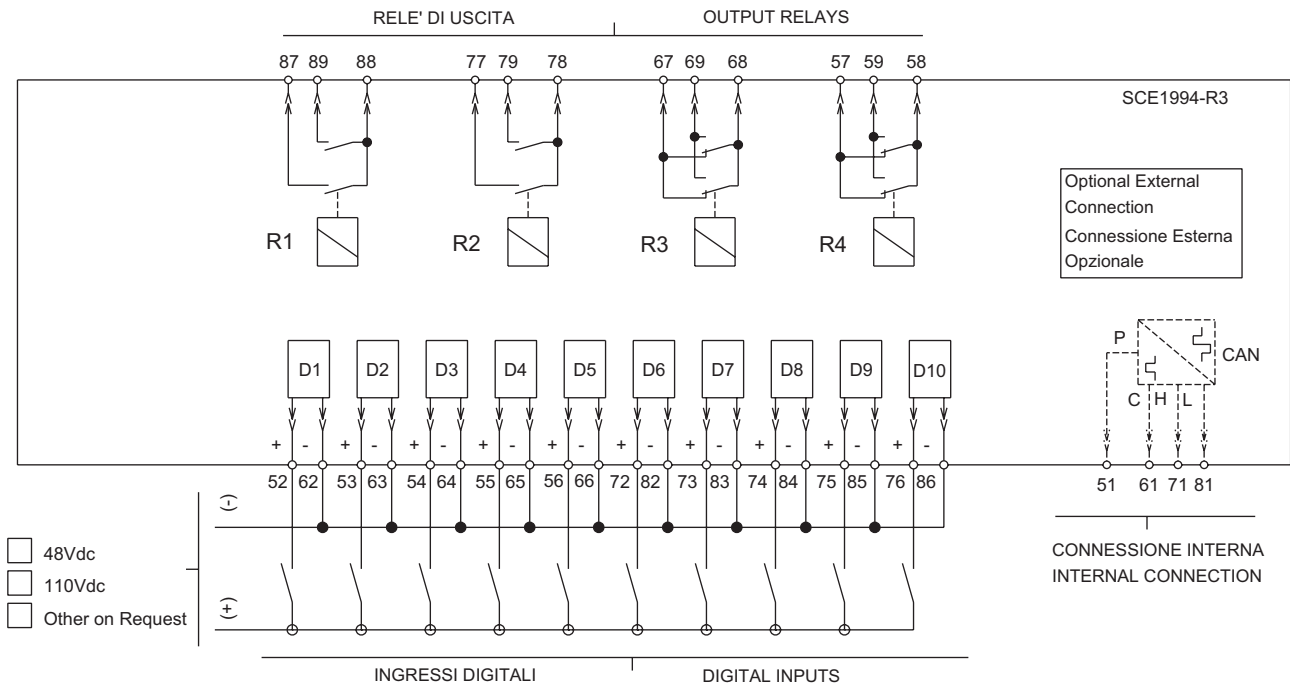 RELE' DI USCITA OUTPUT RELAYS
87 89 88 77 79 78 67 69 68 57 59 58
SCE1994-R3
R1 R2 R3 R4
Optional External
Connection
Connessione Esterna
Opzionale
D1 D2 D3 D4 D5 D6 D7 D8 D9 D10
P CAN
C H L
+ - + - + - + - + - + - + - + - + - + -
52 62 53 63 54 64 55 65 56 66 72 82 73 83 74 84 75 85 76 86
51 61 71 81
(-)
48Vdc
110Vdc
Other on Request
(+)
CONNESSIONE INTERNA
INTERNAL CONNECTION
INGRESSI DIGITALI DIGITAL INPUTS